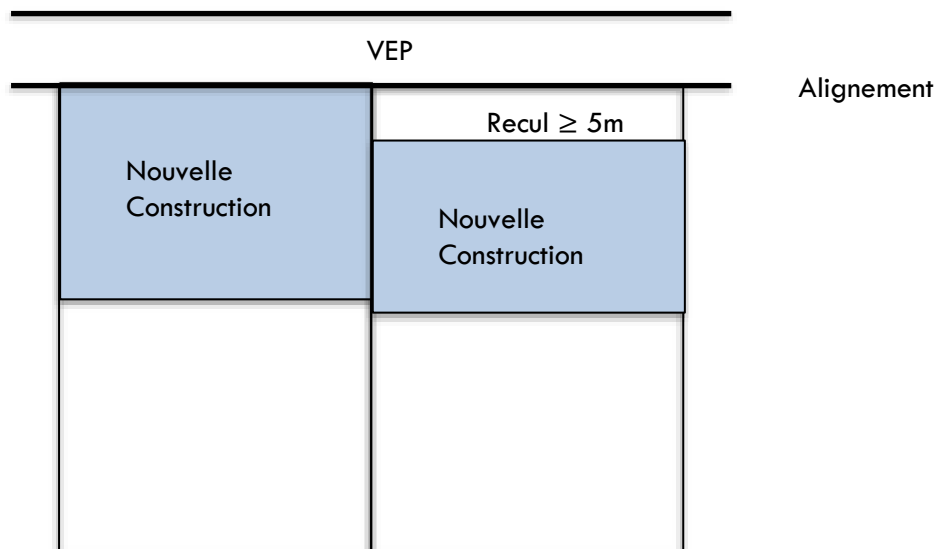 VEP
Alignement
Recul ≥ 5m
Nouvelle
Construction
Nouvelle
Construction